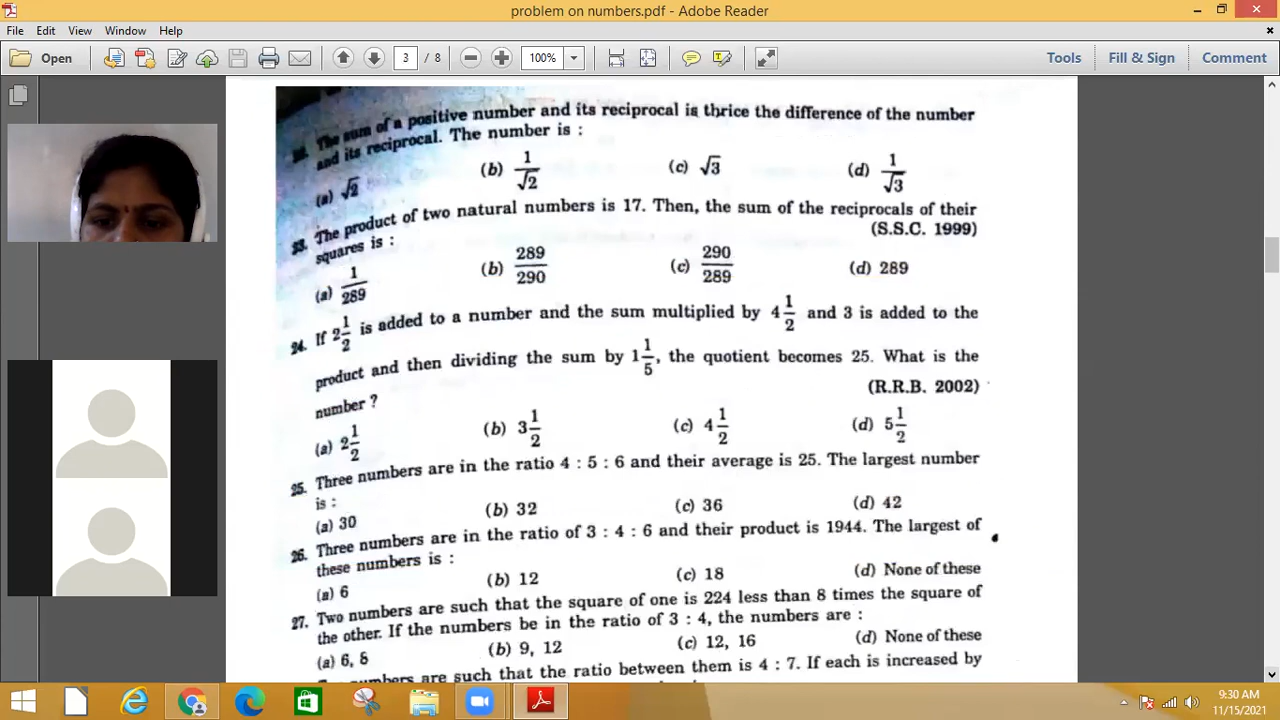 problem on numbers.pdf - Adobe Reader
File Edit View Window Help
Open 3 / 8 100% Tools Fill & Sign Comment
The sum of a positive number and its reciprocal is thrice the difference of the number
and its reciprocal. The number is :
(a) √2 (b) 1/√2 (c) √3 (d) 1/√3
23. The product of two natural numbers is 17. Then, the sum of the reciprocals of their
squares is : (S.S.C. 1999)
(a) 1/289 (b) 289/290 (c) 290/289 (d) 289
24. If 2 1/2 is added to a number and the sum multiplied by 4 1/2 and 3 is added to the
product and then dividing the sum by 1 1/5, the quotient becomes 25. What is the
number ? (R.R.B. 2002)
(a) 2 1/2 (b) 3 1/2 (c) 4 1/2 (d) 5 1/2
25. Three numbers are in the ratio 4 : 5 : 6 and their average is 25. The largest number
is :
(a) 30 (b) 32 (c) 36 (d) 42
26. Three numbers are in the ratio of 3 : 4 : 6 and their product is 1944. The largest of
these numbers is :
(a) 6 (b) 12 (c) 18 (d) None of these
27. Two numbers are such that the square of one is 224 less than 8 times the square of
the other. If the numbers be in the ratio of 3 : 4, the numbers are :
(a) 6, 8 (b) 9, 12 (c) 12, 16 (d) None of these
numbers are such that the ratio between them is 4 : 7. If each is increased by
9:30 AM
11/15/2021